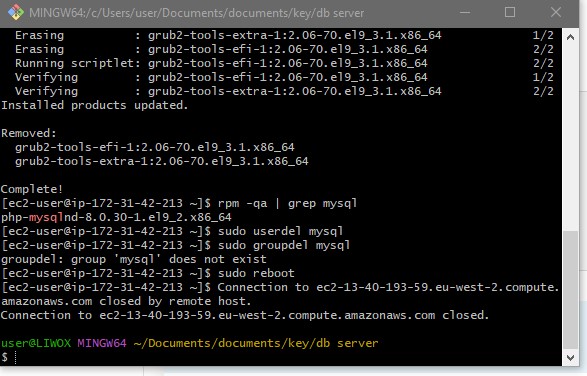 MINGW64:/c/Users/user/Documents/documents/key/db server
Erasing : grub2-tools-extra-1:2.06-70.el9_3.1.x86_64 1/2
Erasing : grub2-tools-efi-1:2.06-70.el9_3.1.x86_64 2/2
Running scriptlet: grub2-tools-efi-1:2.06-70.el9_3.1.x86_64 2/2
Verifying : grub2-tools-efi-1:2.06-70.el9_3.1.x86_64 1/2
Verifying : grub2-tools-extra-1:2.06-70.el9_3.1.x86_64 2/2
Installed products updated.
Removed:
grub2-tools-efi-1:2.06-70.el9_3.1.x86_64
grub2-tools-extra-1:2.06-70.el9_3.1.x86_64
Complete!
[ec2-user@ip-172-31-42-213 ~]$ rpm -qa | grep mysql
php-mysqlnd-8.0.30-1.el9_2.x86_64
[ec2-user@ip-172-31-42-213 ~]$ sudo userdel mysql
[ec2-user@ip-172-31-42-213 ~]$ sudo groupdel mysql
groupdel: group 'mysql' does not exist
[ec2-user@ip-172-31-42-213 ~]$ sudo reboot
[ec2-user@ip-172-31-42-213 ~]$ Connection to ec2-13-40-193-59.eu-west-2.compute.
amazonaws.com closed by remote host.
Connection to ec2-13-40-193-59.eu-west-2.compute.amazonaws.com closed.
user@LIWOX MINGW64 ~/Documents/documents/key/db server
$